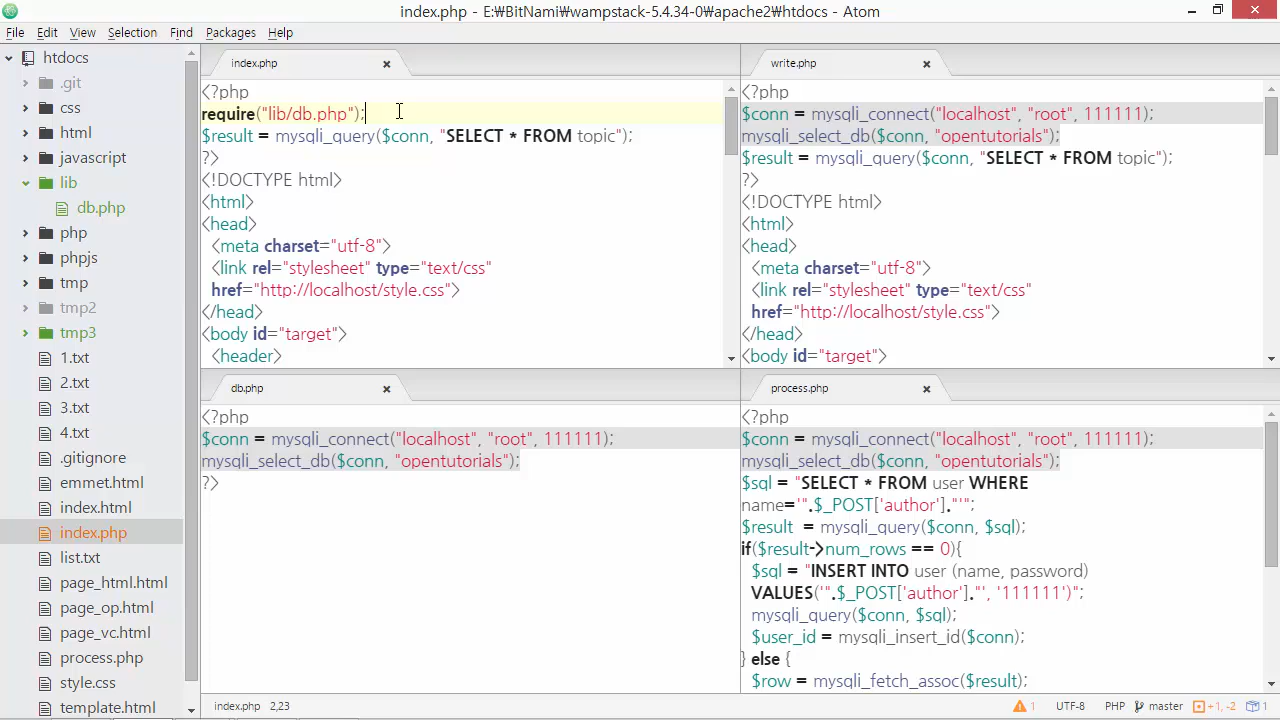 index.php - E:₩BitNami₩wampstack-5.4.34-0₩apache2₩htdocs - Atom
File Edit View Selection Find Packages Help
htdocs
.git
css
html
javascript
lib
db.php
php
phpjs
tmp
tmp2
tmp3
1.txt
2.txt
3.txt
4.txt
.gitignore
emmet.html
index.html
index.php
list.txt
page_html.html
page_op.html
page_vc.html
process.php
style.css
template.html
index.php
<?php
require("lib/db.php");
$result = mysqli_query($conn, "SELECT * FROM topic");
?>
<!DOCTYPE html>
<html>
<head>
<meta charset="utf-8">
<link rel="stylesheet" type="text/css"
href="http://localhost/style.css">
</head>
<body id="target">
<header>
write.php
<?php
$conn = mysqli_connect("localhost", "root", 111111);
mysqli_select_db($conn, "opentutorials");
$result = mysqli_query($conn, "SELECT * FROM topic");
?>
<!DOCTYPE html>
<html>
<head>
<meta charset="utf-8">
<link rel="stylesheet" type="text/css"
href="http://localhost/style.css">
</head>
<body id="target">
db.php
<?php
$conn = mysqli_connect("localhost", "root", 111111);
mysqli_select_db($conn, "opentutorials");
?>
process.php
<?php
$conn = mysqli_connect("localhost", "root", 111111);
mysqli_select_db($conn, "opentutorials");
$sql = "SELECT * FROM user WHERE
name='".$_POST['author']."'";
$result  = mysqli_query($conn, $sql);
if($result->num_rows == 0){
$sql = "INSERT INTO user (name, password)
VALUES('".$_POST['author']."', '111111')";
mysqli_query($conn, $sql);
$user_id = mysqli_insert_id($conn);
} else {
$row = mysqli_fetch_assoc($result);
index.php 2,23
1 UTF-8 PHP master +1, -2 1